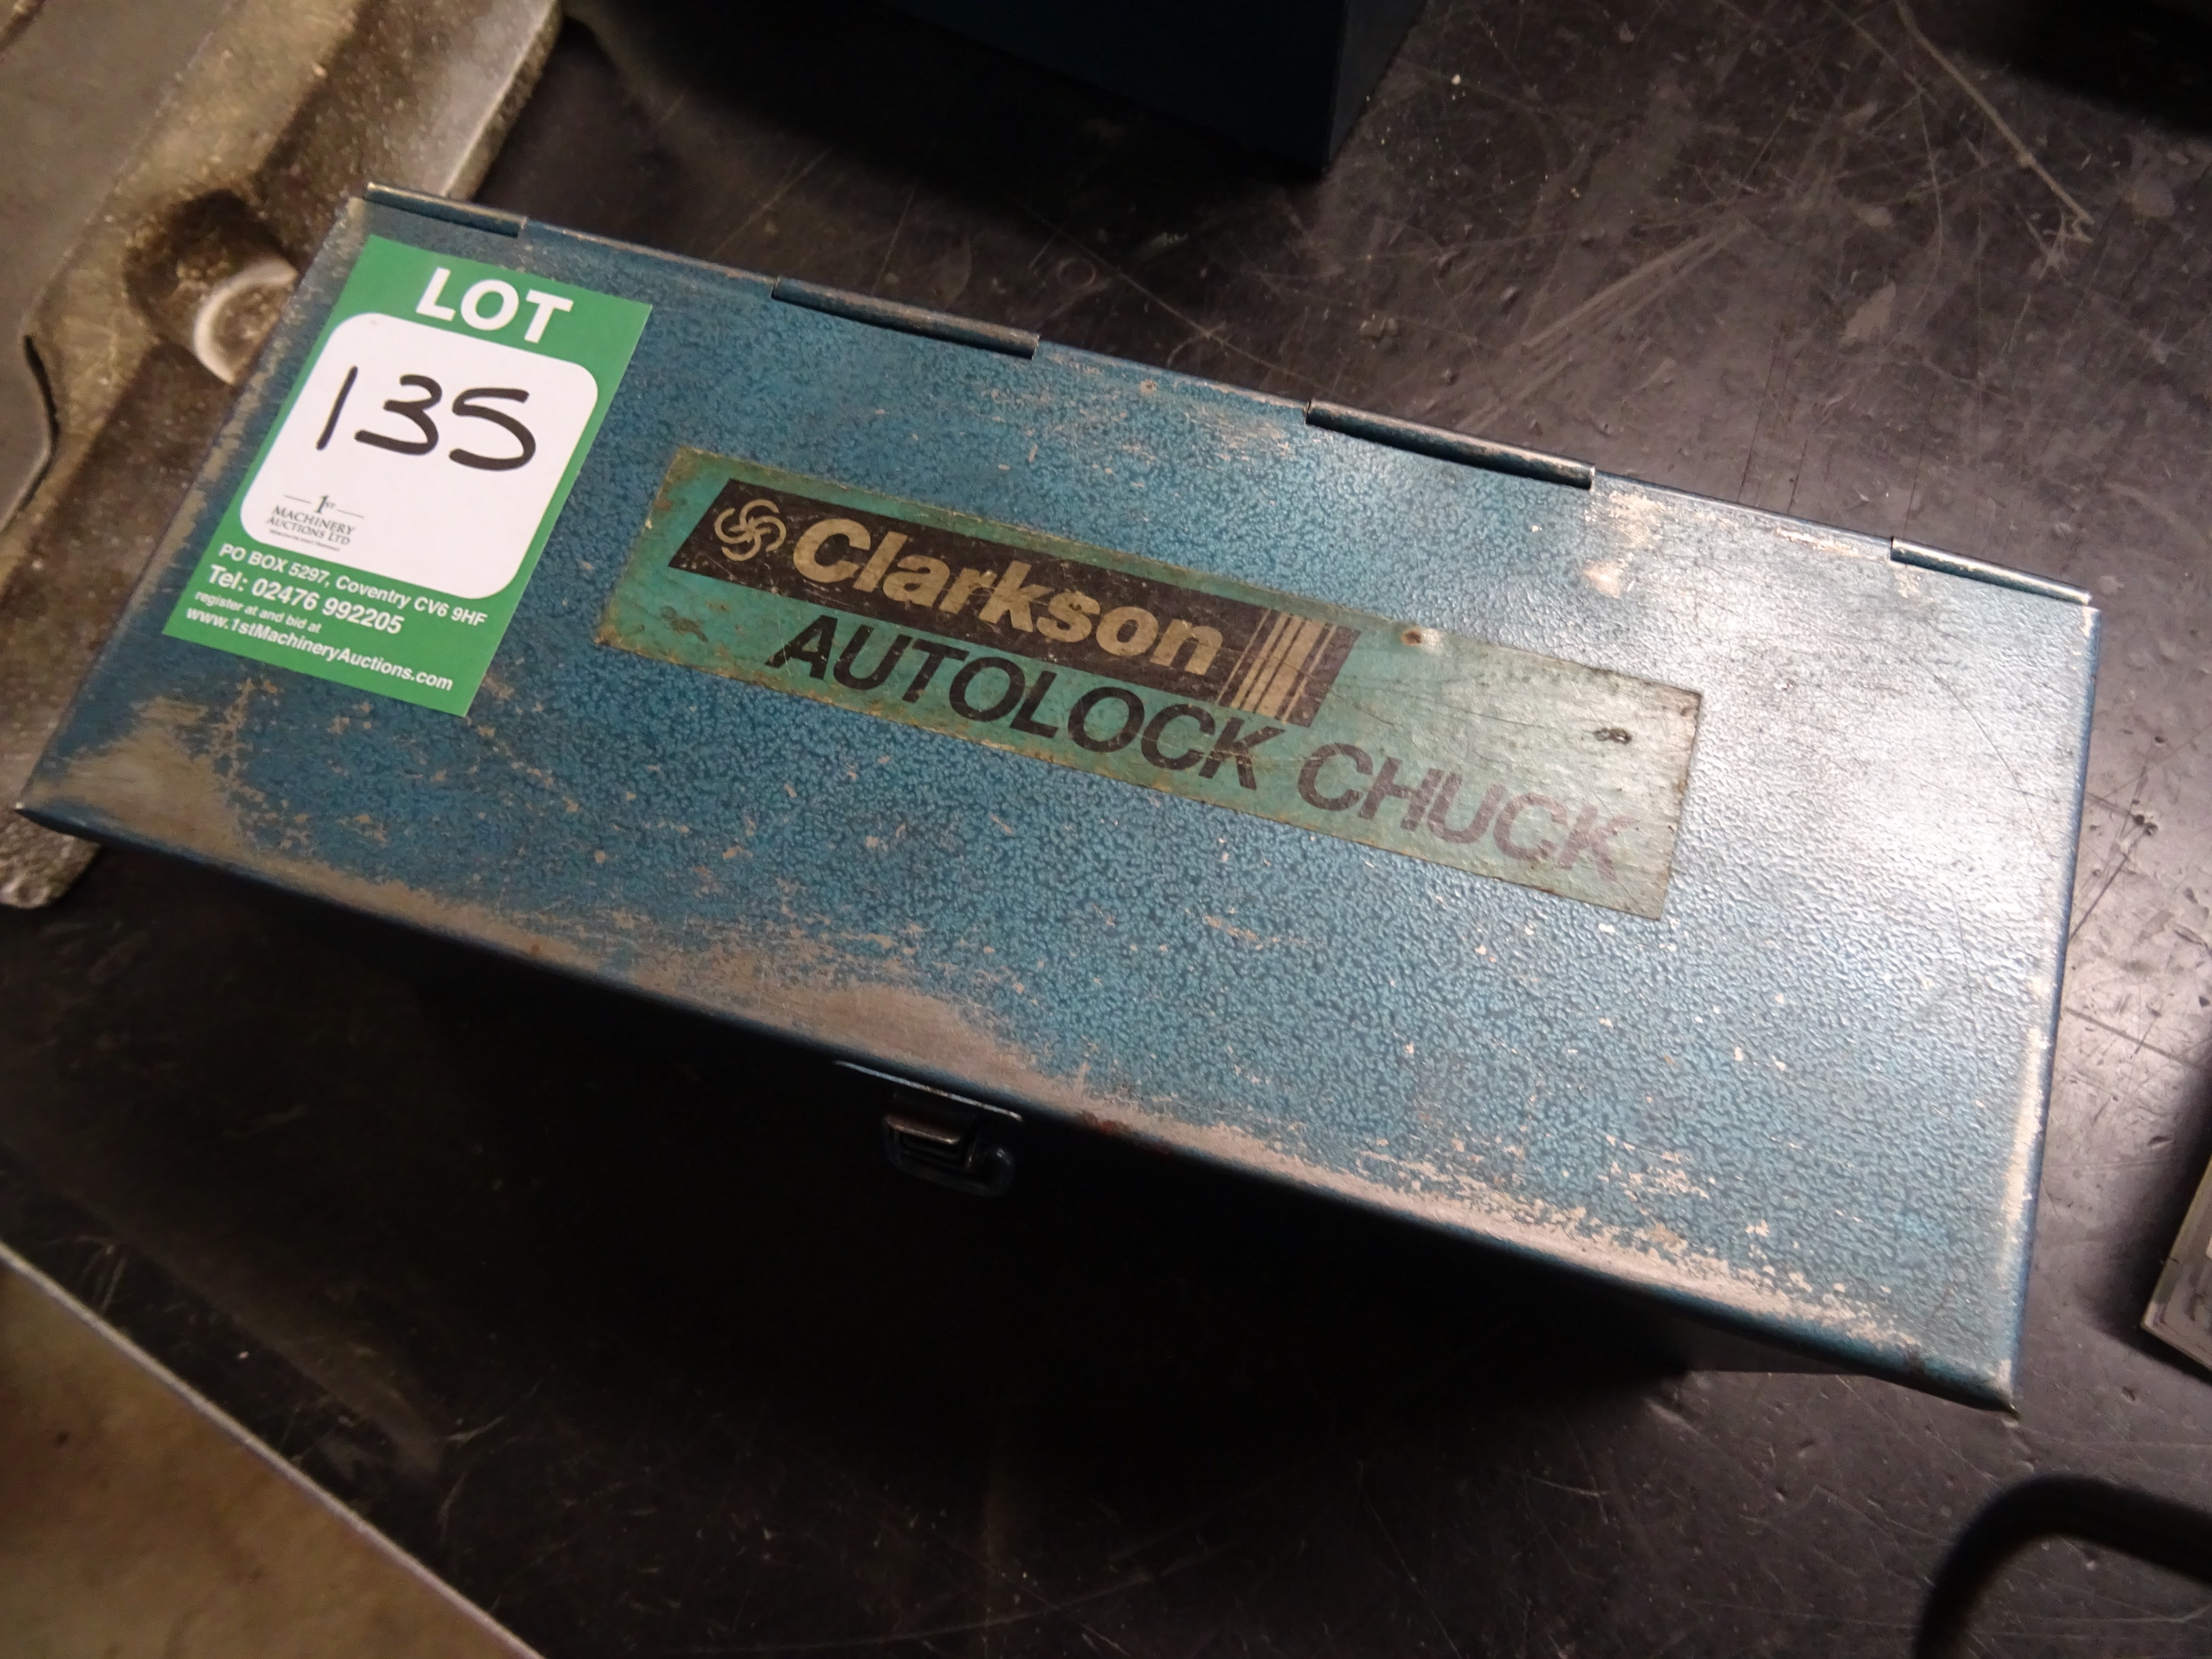 LOT
135
1ST
MACHINERY
AUCTIONS LTD
PO BOX 5297, Coventry CV6 9HF
Tel: 02476 992205
register at and bid at
www.1stMachineryAuctions.com
Clarkson
AUTOLOCK CHUCK